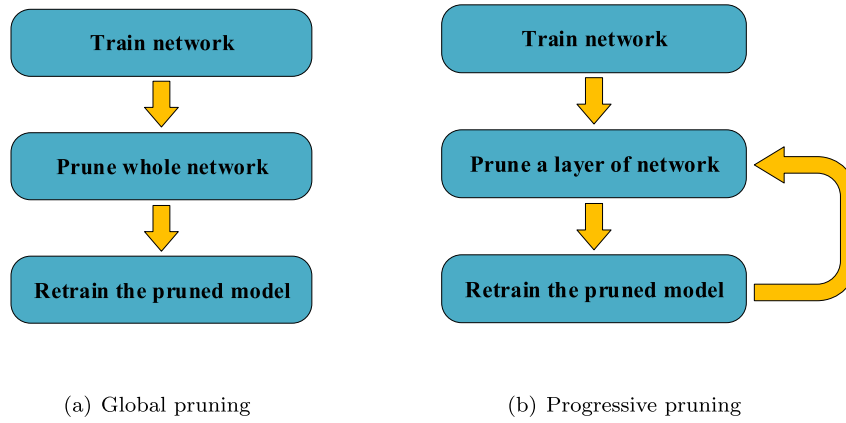 Train network
Prune whole network
Retrain the pruned model
(a) Global pruning
Train network
Prune a layer of network
Retrain the pruned model
(b) Progressive pruning